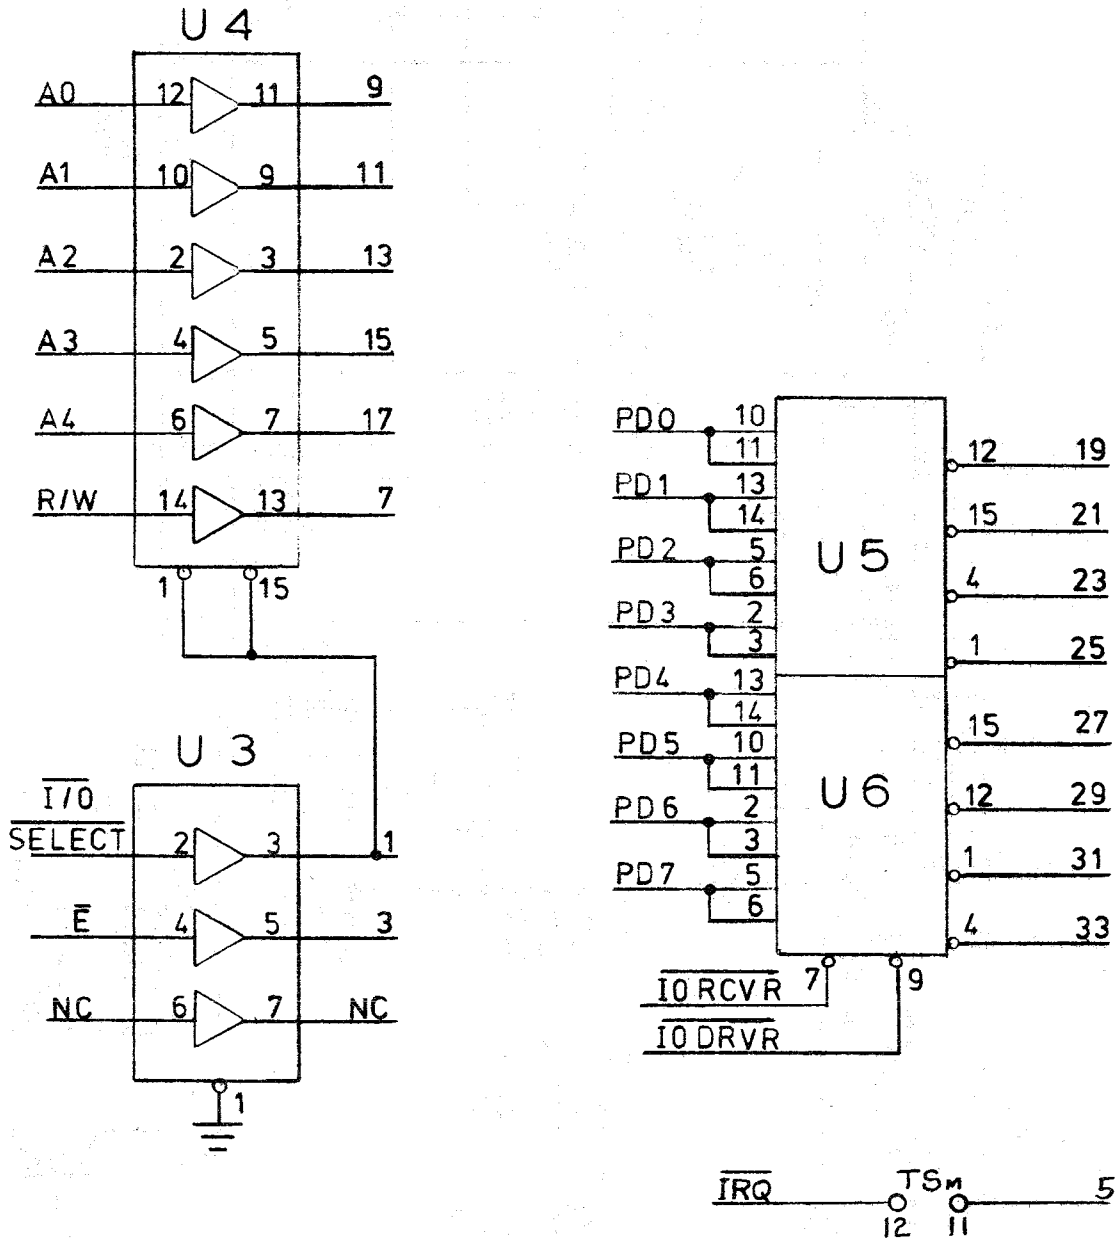 U 4
A0 12 11 9
A1 10 9 11
A2 2 3 13
A3 4 5 15
A4 6 7 17
R/W 14 13 7
1 15
U 3
I/O
SELECT 2 3 1
E 4 5 3
NC 6 7 NC
1
PD0 10
11
12 19
PD1 13
14
15 21
PD2 5
6
4 23
PD3 2
3
1 25
U5
PD4 13
14
15 27
PD5 10
11
12 29
PD6 2
3
1 31
PD7 5
6
4 33
U6
IO RCVR 7 9
IO DRVR
IRQ TSM 5
12 11